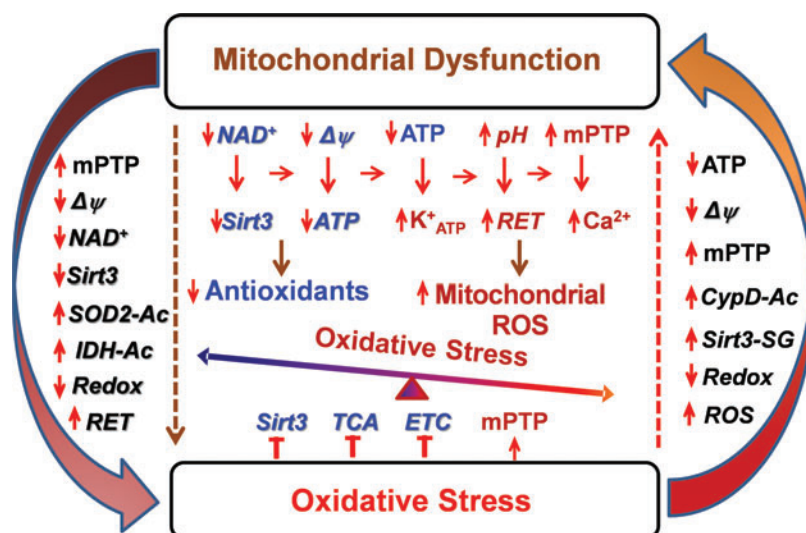 Mitochondrial Dysfunction
↓NAD⁺ ↓Δψ ↓ATP ↑pH ↑mPTP
↓Sirt3 ↓ATP ↑K⁺ATP ↑RET ↑Ca²⁺
↓Antioxidants
↑Mitochondrial
ROS
Oxidative Stress
Sirt3 TCA ETC mPTP
Oxidative Stress
↑mPTP
↓Δψ
↓NAD⁺
↓Sirt3
↑SOD2-Ac
↑IDH-Ac
↓Redox
↑RET
↓ATP
↓Δψ
↑mPTP
↑CypD-Ac
↑Sirt3-SG
↓Redox
↑ROS